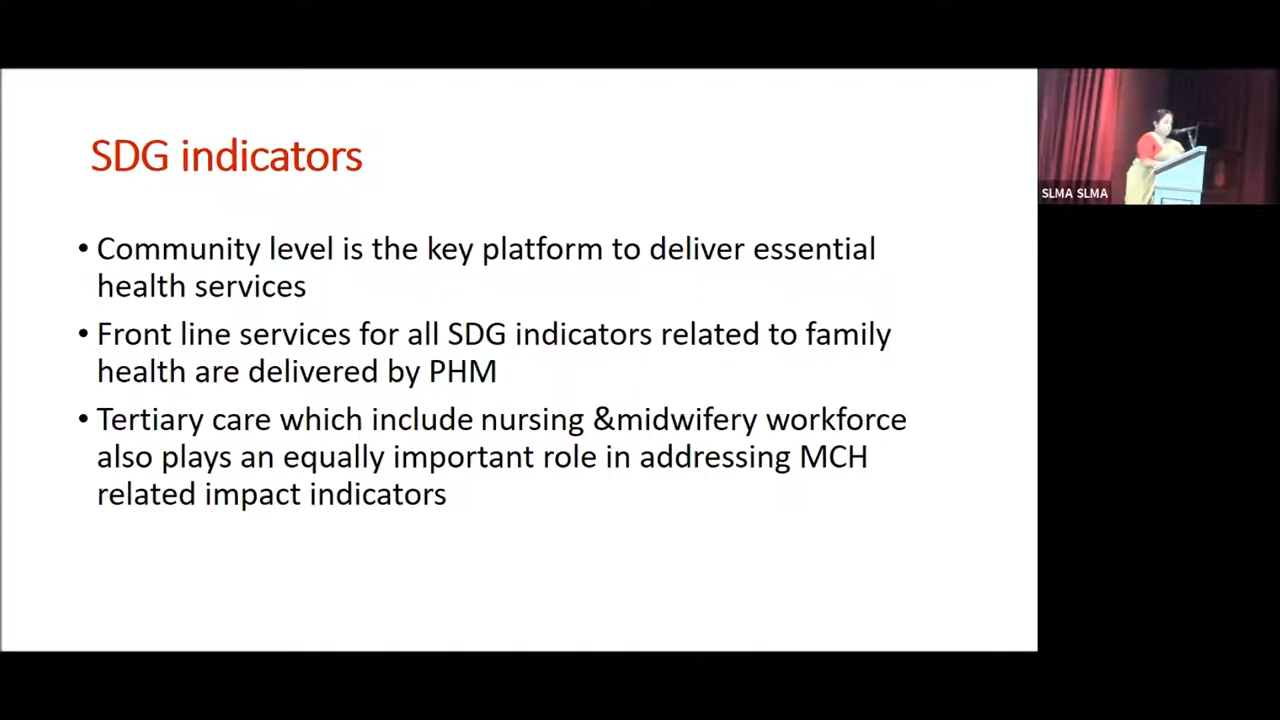 SDG indicators
• Community level is the key platform to deliver essential
health services
• Front line services for all SDG indicators related to family
health are delivered by PHM
• Tertiary care which include nursing &midwifery workforce
also plays an equally important role in addressing MCH
related impact indicators
SLMA SLMA